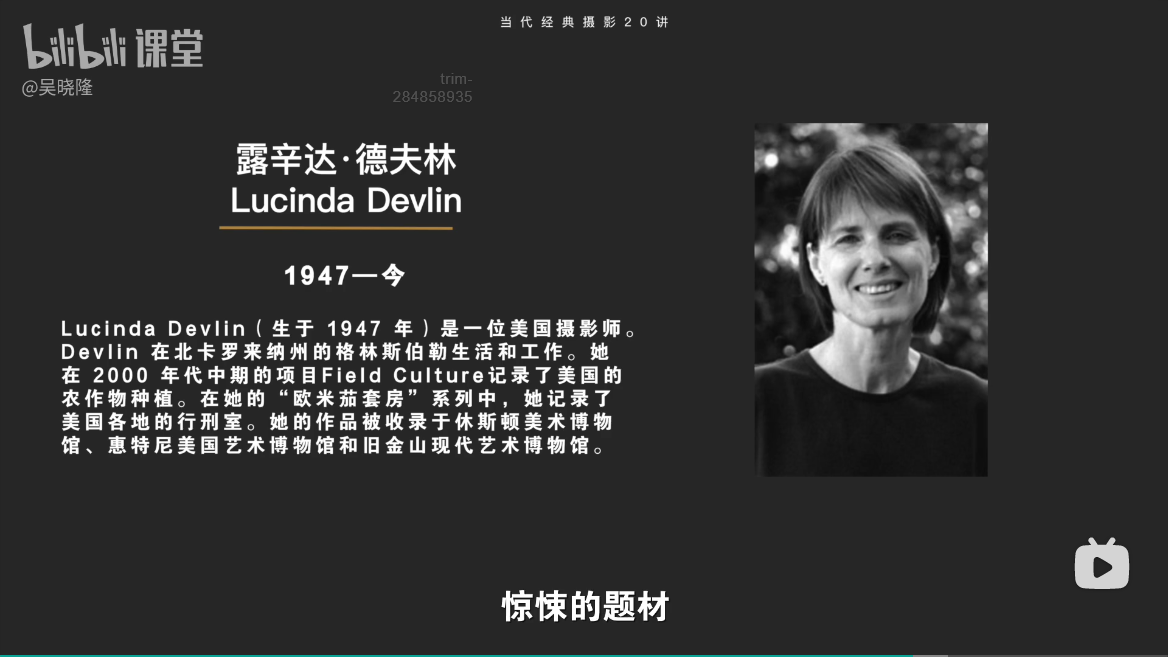 当代经典摄影20讲
bilibili 课堂
@吴晓隆
trim-
284858935
露辛达·德夫林
Lucinda Devlin
1947—今
Lucinda Devlin（生于 1947 年）是一位美国摄影师。
Devlin 在北卡罗来纳州的格林斯伯勒生活和工作。她
在 2000 年代中期的项目Field Culture记录了美国的
农作物种植。在她的“欧米茄套房”系列中，她记录了
美国各地的行刑室。她的作品被收录于休斯顿美术博物
馆、惠特尼美国艺术博物馆和旧金山现代艺术博物馆。
惊悚的题材